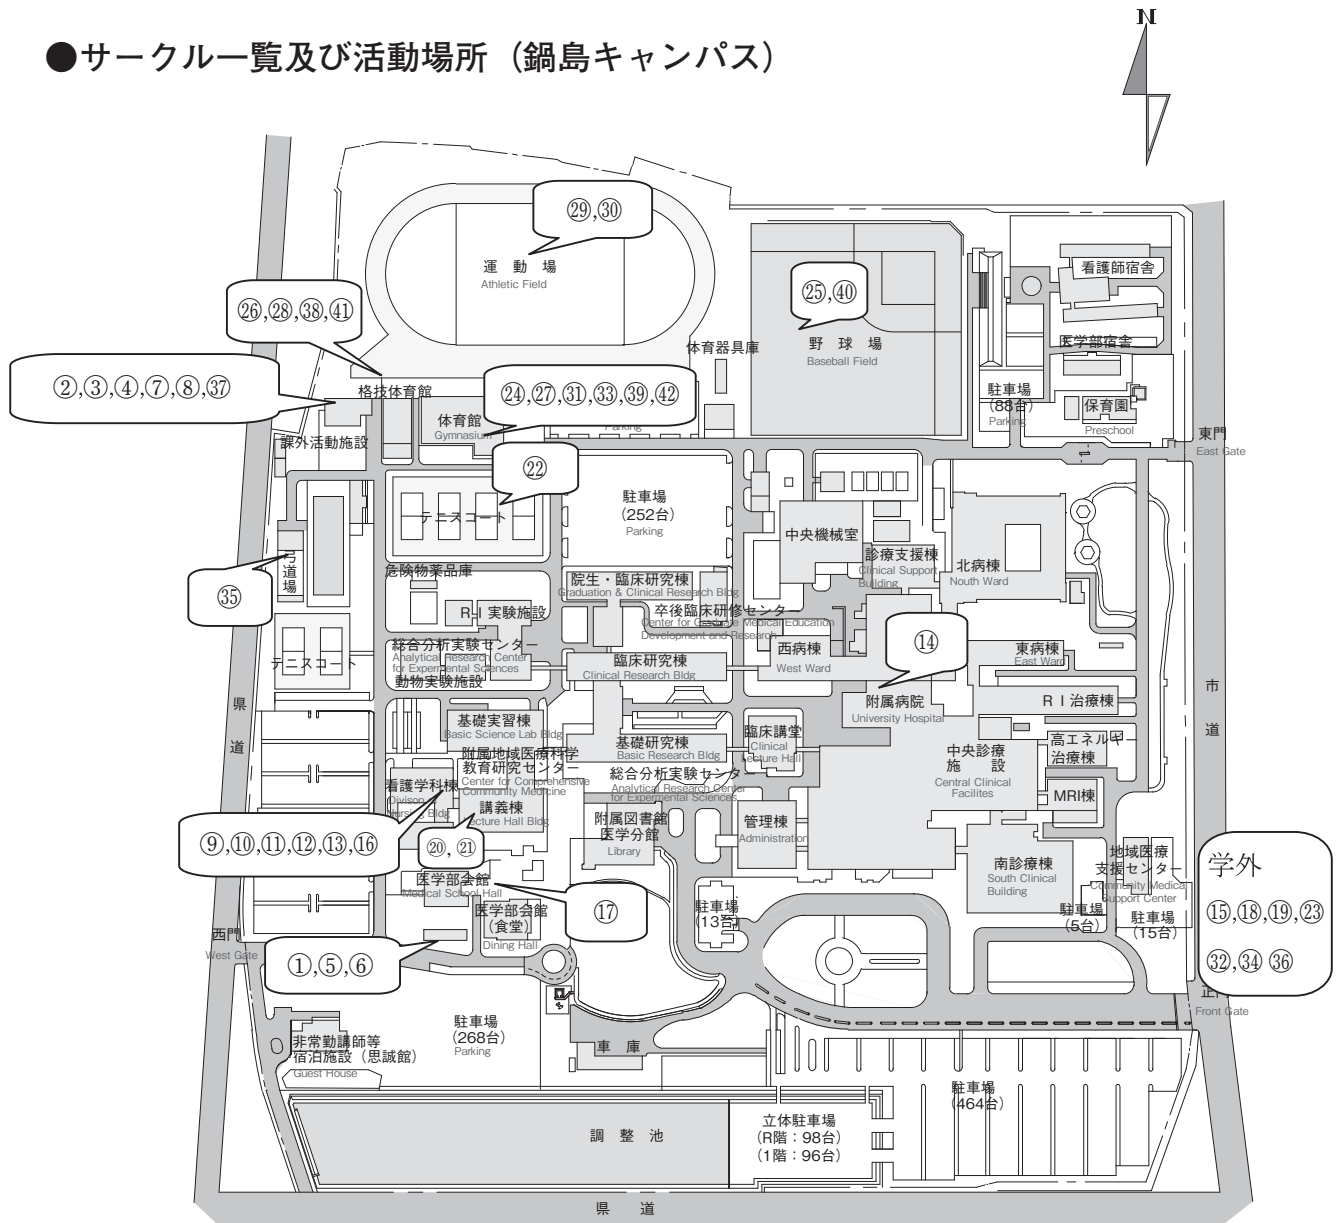 N
●サークル一覧及び活動場所（鍋島キャンパス）
㉙,㉚
運動場
Athletic Field
㉖,㉘,㊳,㊶
㉕,㊵
野球場
Baseball Field
看護師宿舎
医学部宿舎
体育器具庫
②,③,④,⑦,⑧,㊲
格技体育館
㉔,㉗,㉛,㉝,㊴,㊷
駐車場
（88台）
Parking
保育園
Preschool
体育館
Gymnasium
Parking
課外活動施設
東門
East Gate
㉒
テニスコート
駐車場
（252台）
Parking
中央機械室
診療支援棟
Clinical Support
Building
北病棟
Nouth Ward
弓道場
㉟
危険物薬品庫
院生・臨床研究棟
Graduation & Clinical Research Bldg
R-I 実験施設
卒後臨床研修センター
Center for Graduate Medical Education
Development and Research
⑭
総合分析実験センター
Analytical Research Center
for Expermental Sciences
動物実験施設
テニスコート
臨床研究棟
Clinical Research Bldg
西病棟
West Ward
東病棟
East Ward
附属病院
University Hospital
R I 治療棟
県道
市道
基礎実習棟
Basic Science Lab Bldg
基礎研究棟
Basic Research Bldg
臨床講堂
Clinical
Lecture Hall
中央診療
施設
Central Clinical
Facilites
高エネルギー
治療棟
附属地域医療科学
教育研究センター
Center for Comprehensive
Community Medicine
総合分析実験センター
Analytical Research Center
for Expermental Sciences
看護学科棟
Divison of
Nursing Bldg
講義棟
Lecture Hall Bldg
MRI棟
附属図書館
医学分館
Library
管理棟
Administration
⑨,⑩,⑪,⑫,⑬,⑯
⑳, ㉑
南診療棟
South Clinical
Building
地域医療
支援センター
Community Medical
Support Center
学外
⑮,⑱,⑲,㉓
㉜,㉞ ㊱
医学部会館
Medical School Hall
⑰
医学部会館
（食堂）
Dining Hall
駐車場
（13台）
駐車場
（5台）
駐車場
（15台）
西門
West Gate
①,⑤,⑥
正門
Front Gate
駐車場
（268台）
Parking
非常勤講師等
宿泊施設（思誠館）
Guest House
車庫
駐車場
（464台）
調整池
立体駐車場
（R階：98台）
（1階：96台）
県道